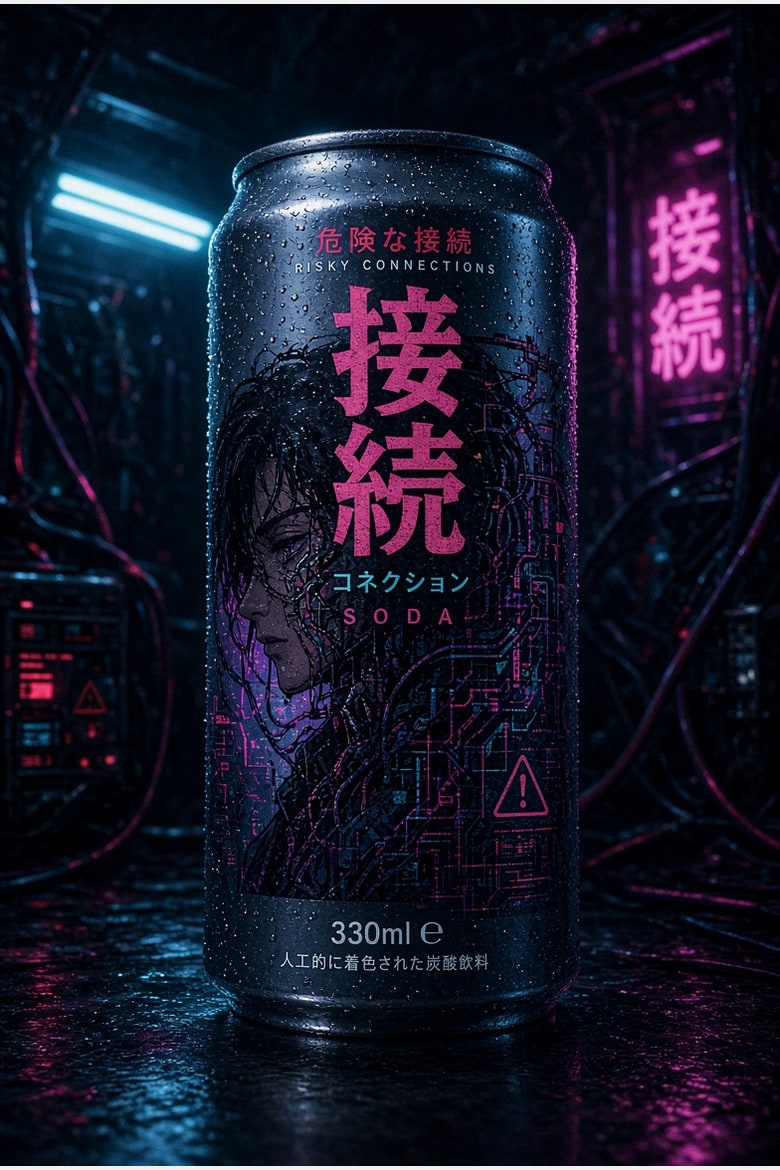 危険な接続
RISKY CONNECTIONS
接続
コネクション
SODA
330ml ℮
人工的に着色された炭酸飲料
接続